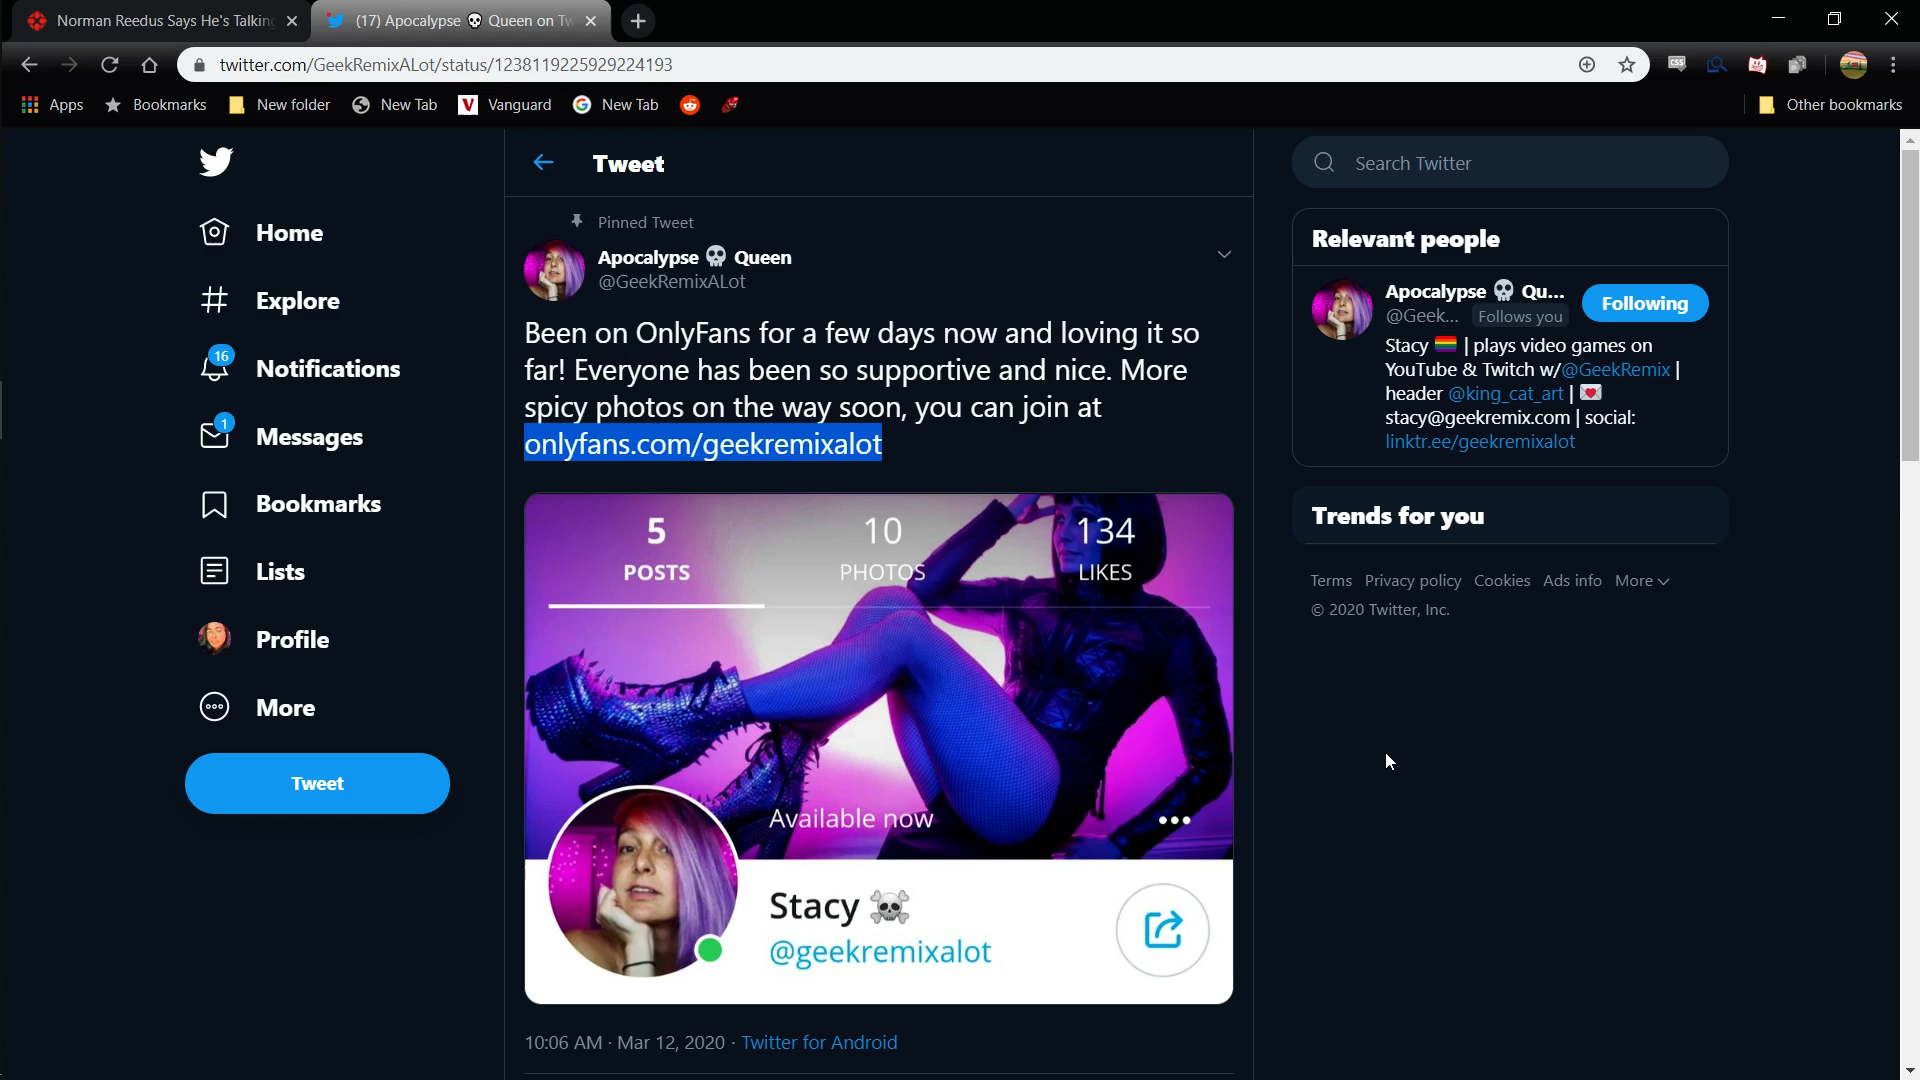 Norman Reedus Says He's Talking
(17) Apocalypse 💀 Queen on Tw
twitter.com/GeekRemixALot/status/1238119225929224193
CSS
Apps
Bookmarks
New folder
New Tab
V Vanguard
New Tab
Other bookmarks
Home
Explore
16
Notifications
1
Messages
Bookmarks
Lists
Profile
More
Tweet
Tweet
Pinned Tweet
Apocalypse 💀 Queen
@GeekRemixALot
Been on OnlyFans for a few days now and loving it so
far! Everyone has been so supportive and nice. More
spicy photos on the way soon, you can join at
onlyfans.com/geekremixalot
5 10 134
POSTS PHOTOS LIKES
Available now
Stacy ☠️
@geekremixalot
10:06 AM · Mar 12, 2020 · Twitter for Android
Search Twitter
Relevant people
Apocalypse 💀 Qu...
@Geek... Follows you
Following
Stacy 🏳️‍🌈 | plays video games on
YouTube & Twitch w/@GeekRemix |
header @king_cat_art | 💌
stacy@geekremix.com | social:
linktr.ee/geekremixalot
Trends for you
Terms Privacy policy Cookies Ads info More
© 2020 Twitter, Inc.